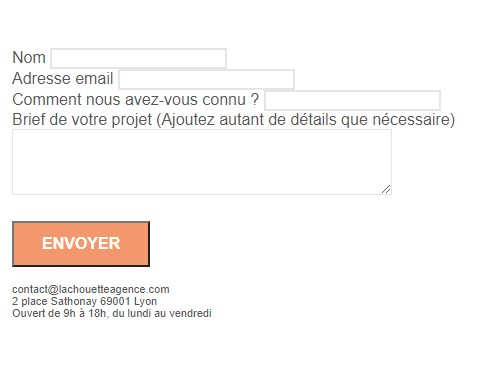 Nom
Adresse email
Comment nous avez-vous connu ?
Brief de votre projet (Ajoutez autant de détails que nécessaire)
ENVOYER
contact@lachouetteagence.com
2 place Sathonay 69001 Lyon
Ouvert de 9h à 18h, du lundi au vendredi